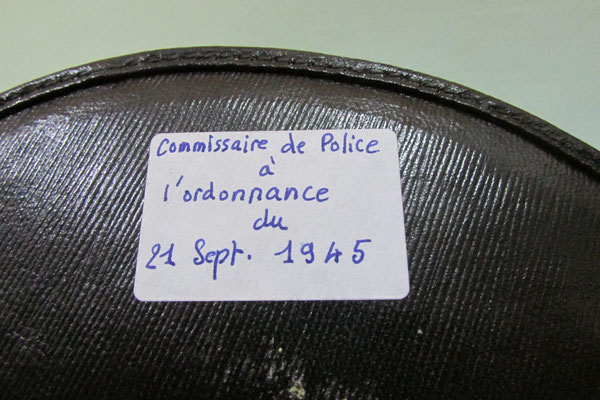 Commissaire de Police
à
l'ordonnance
du
21 Sept. 1945